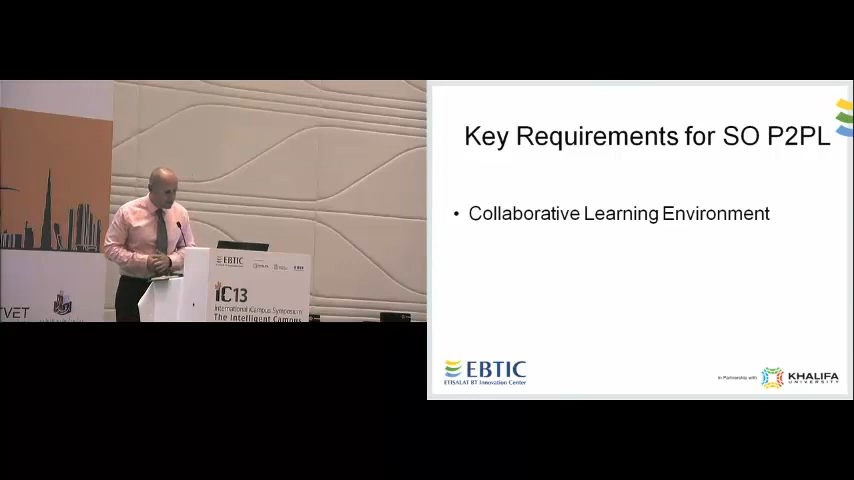 TVET
EBTIC
iC13
International iCampus Symposium
The Intelligent Campus
Key Requirements for SO P2PL
• Collaborative Learning Environment
EBTIC
ETISALAT BT Innovation Center
in Partnership with
KHALIFA
UNIVERSITY